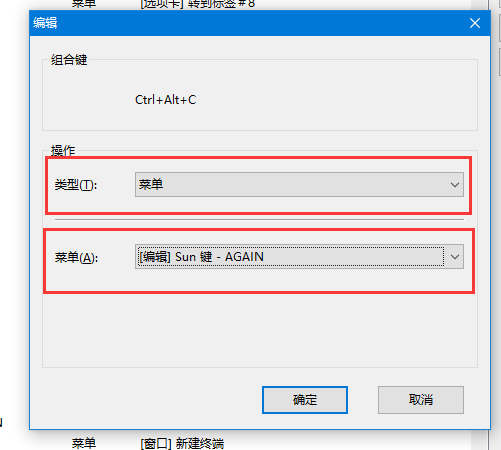 菜单 [选项卡] 转到标签#8
编辑
组合键
Ctrl+Alt+C
操作
类型(T): 菜单
菜单(A): [编辑] Sun 键 - AGAIN
确定 取消
菜单 [窗口] 新建终端